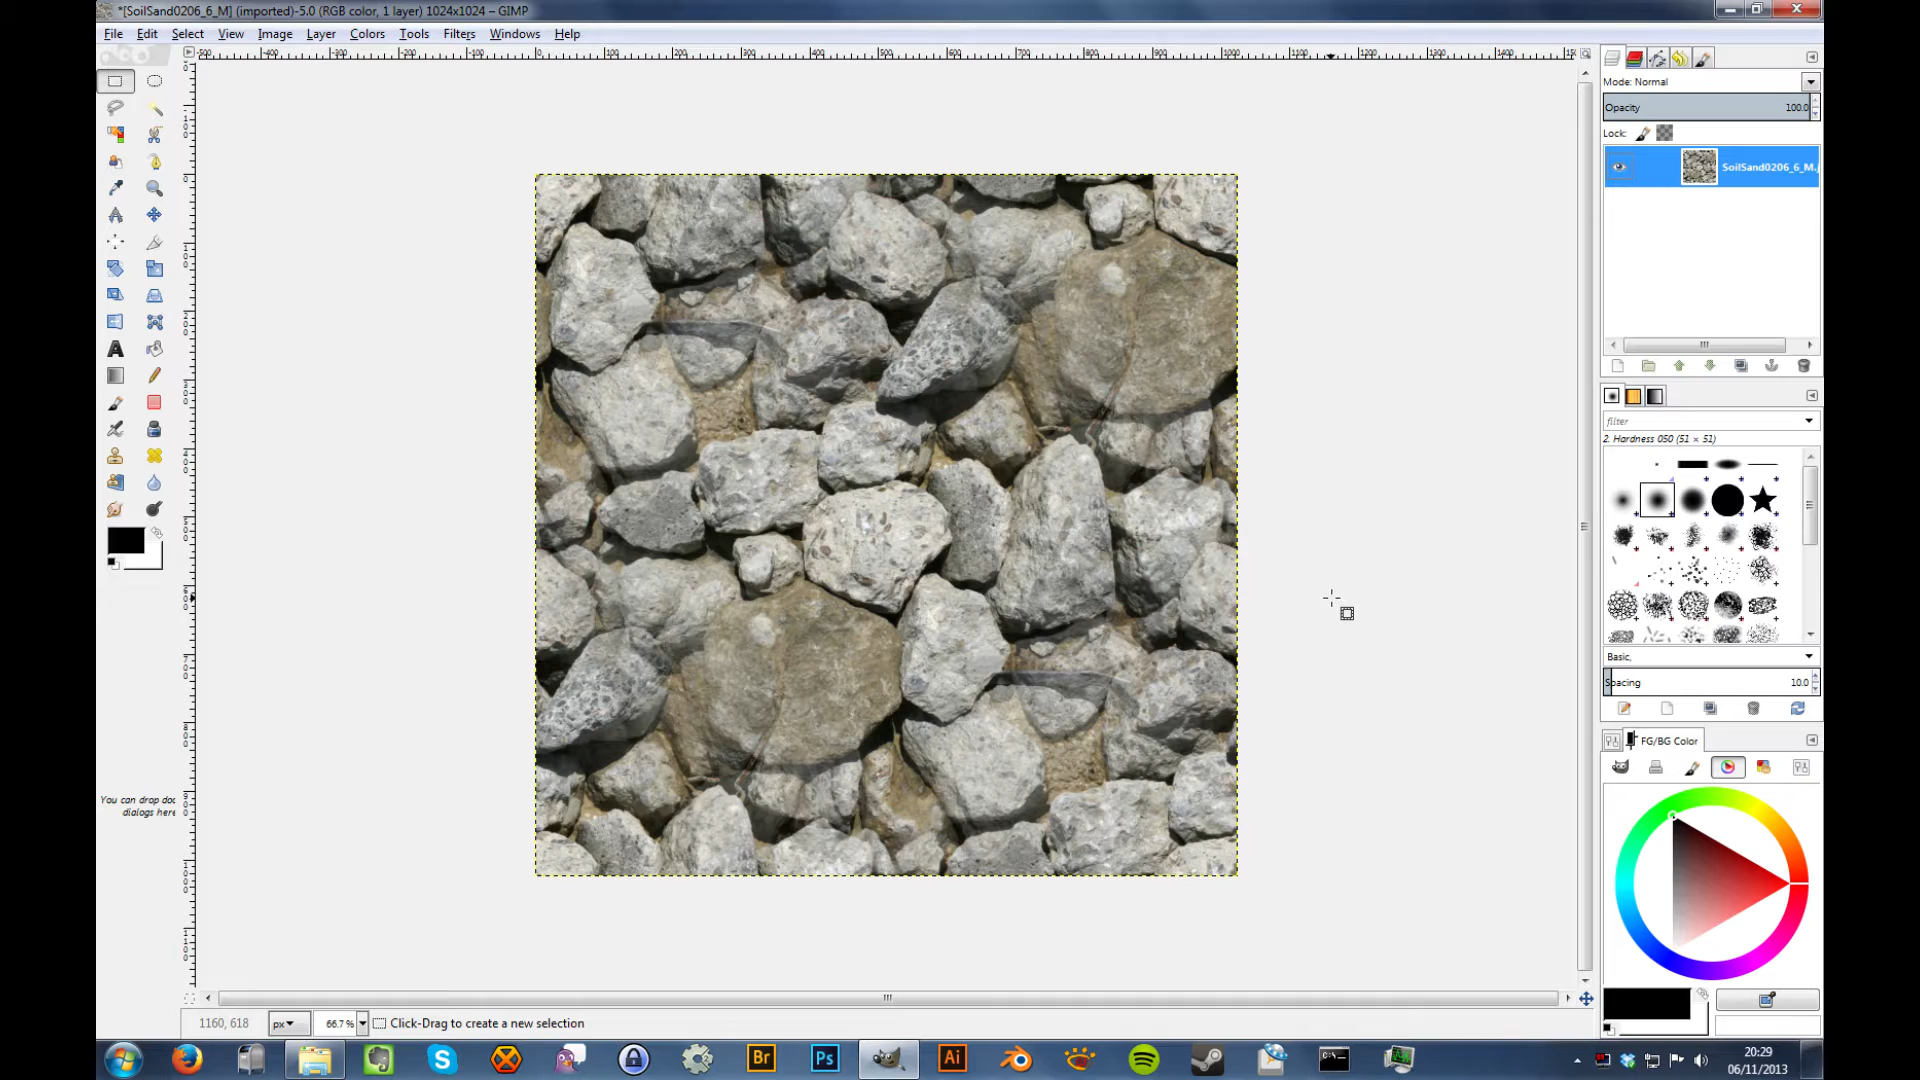 *[SoilSand0206_6_M] (imported)-5.0 (RGB color, 1 layer) 1024x1024 – GIMP
File Edit Select View Image Layer Colors Tools Filters Windows Help
Mode: Normal
Opacity 100.0
Lock:
SoilSand0206_6_M.j
filter
2. Hardness 050 (51 × 51)
Basic,
Spacing 10.0
FG/BG Color
You can drop doc
dialogs here
1160, 618 px 66.7 % Click-Drag to create a new selection
Br Ps Ai
20:29
06/11/2013